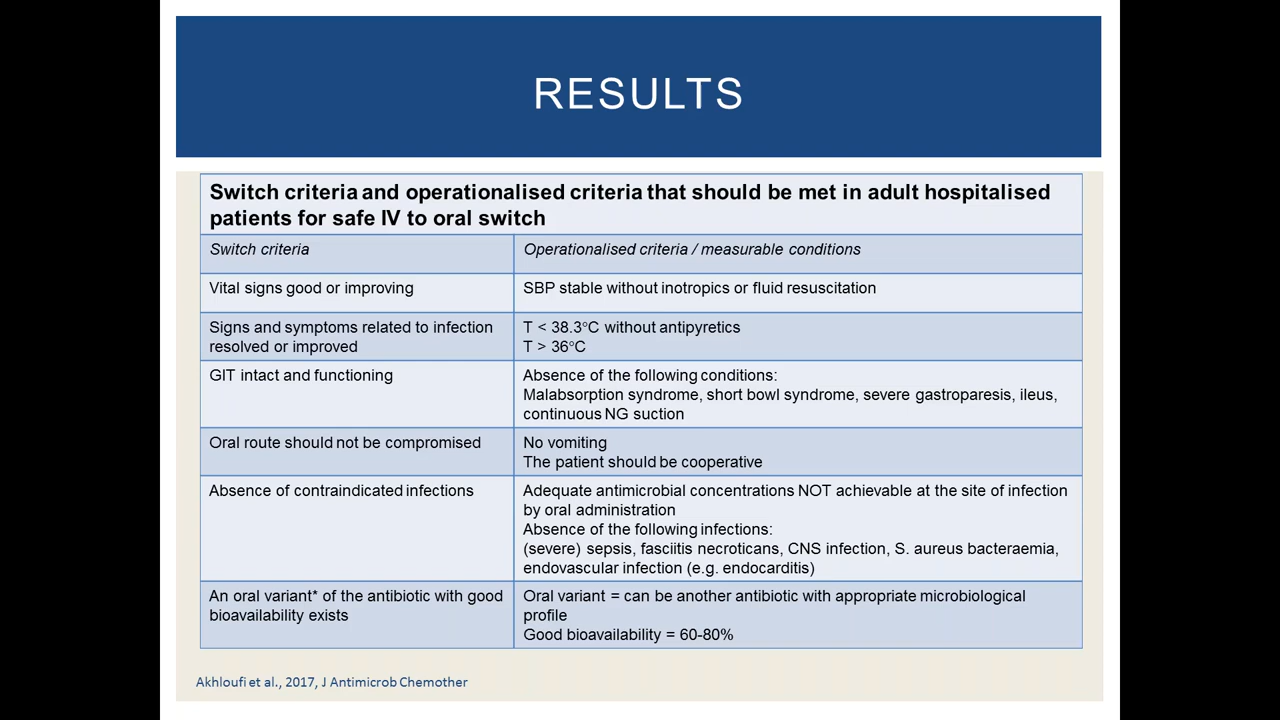 RESULTS
Switch criteria and operationalised criteria that should be met in adult hospitalised
patients for safe IV to oral switch
Switch criteria
Operationalised criteria / measurable conditions
Vital signs good or improving
SBP stable without inotropics or fluid resuscitation
Signs and symptoms related to infection
resolved or improved
T < 38.3°C without antipyretics
T > 36°C
GIT intact and functioning
Absence of the following conditions:
Malabsorption syndrome, short bowl syndrome, severe gastroparesis, ileus,
continuous NG suction
Oral route should not be compromised
No vomiting
The patient should be cooperative
Absence of contraindicated infections
Adequate antimicrobial concentrations NOT achievable at the site of infection
by oral administration
Absence of the following infections:
(severe) sepsis, fasciitis necroticans, CNS infection, S. aureus bacteraemia,
endovascular infection (e.g. endocarditis)
An oral variant* of the antibiotic with good
bioavailability exists
Oral variant = can be another antibiotic with appropriate microbiological
profile
Good bioavailability = 60-80%
Akhloufi et al., 2017, J Antimicrob Chemother